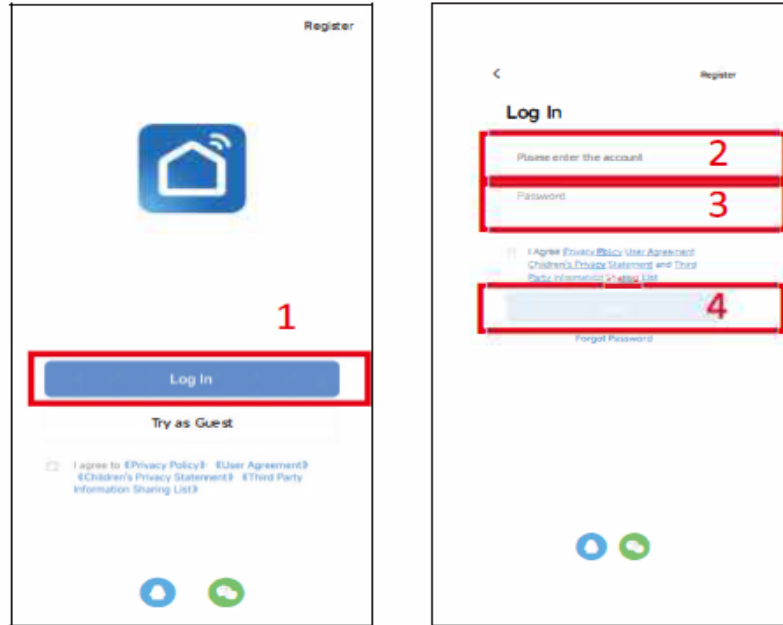 Register
1
Log In
Try as Guest
I agree to 《Privacy Policy》 《User Agreement》
《Children's Privacy Statement》 《Third Party
Information Sharing List》
Register
Log In
Please enter the account
2
Password
3
I Agree Privacy Policy User Agreement
Children's Privacy Statement and Third
Party Information Sharing List
4
Forgot Password